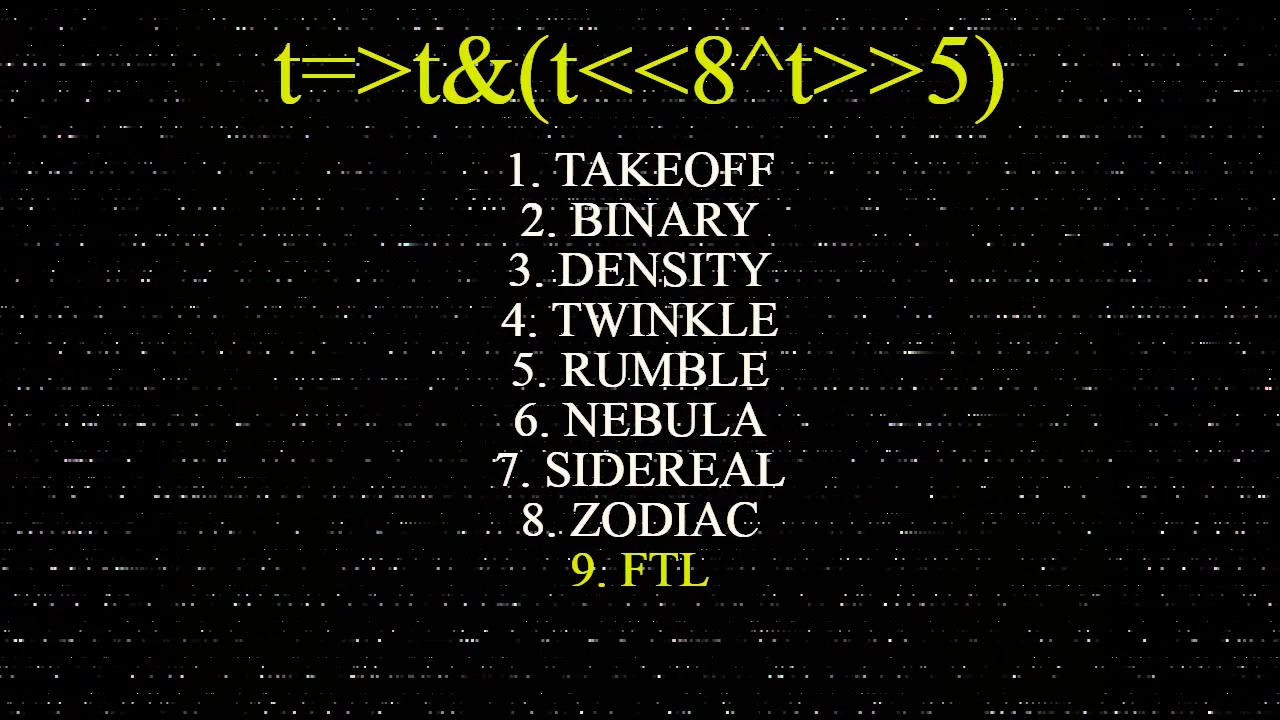 t=>t&(t<<8^t>>5)
1. TAKEOFF
2. BINARY
3. DENSITY
4. TWINKLE
5. RUMBLE
6. NEBULA
7. SIDEREAL
8. ZODIAC
9. FTL